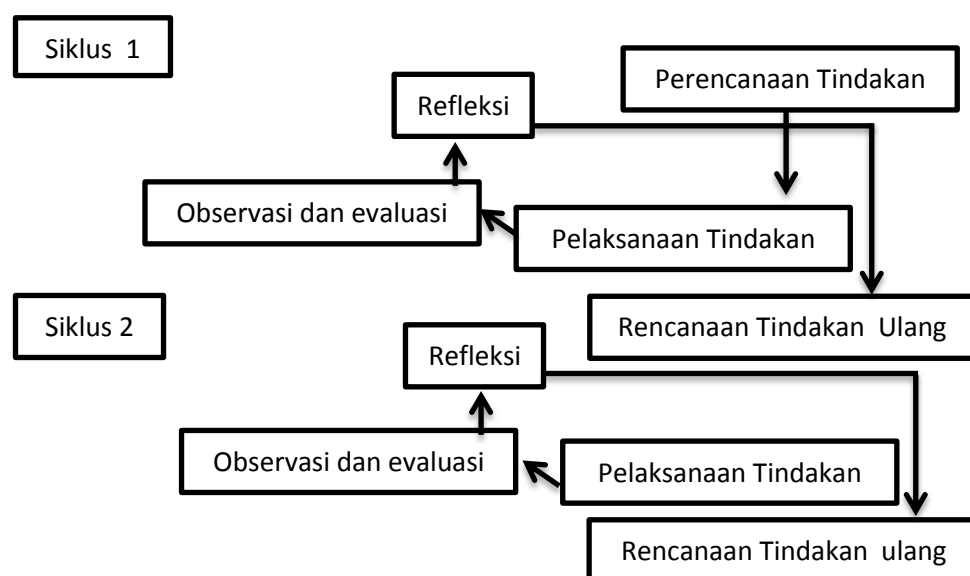 Siklus 1
Perencanaan Tindakan
Refleksi
Observasi dan evaluasi
Pelaksanaan Tindakan
Siklus 2
Rencanaan Tindakan Ulang
Refleksi
Observasi dan evaluasi
Pelaksanaan Tindakan
Rencanaan Tindakan ulang